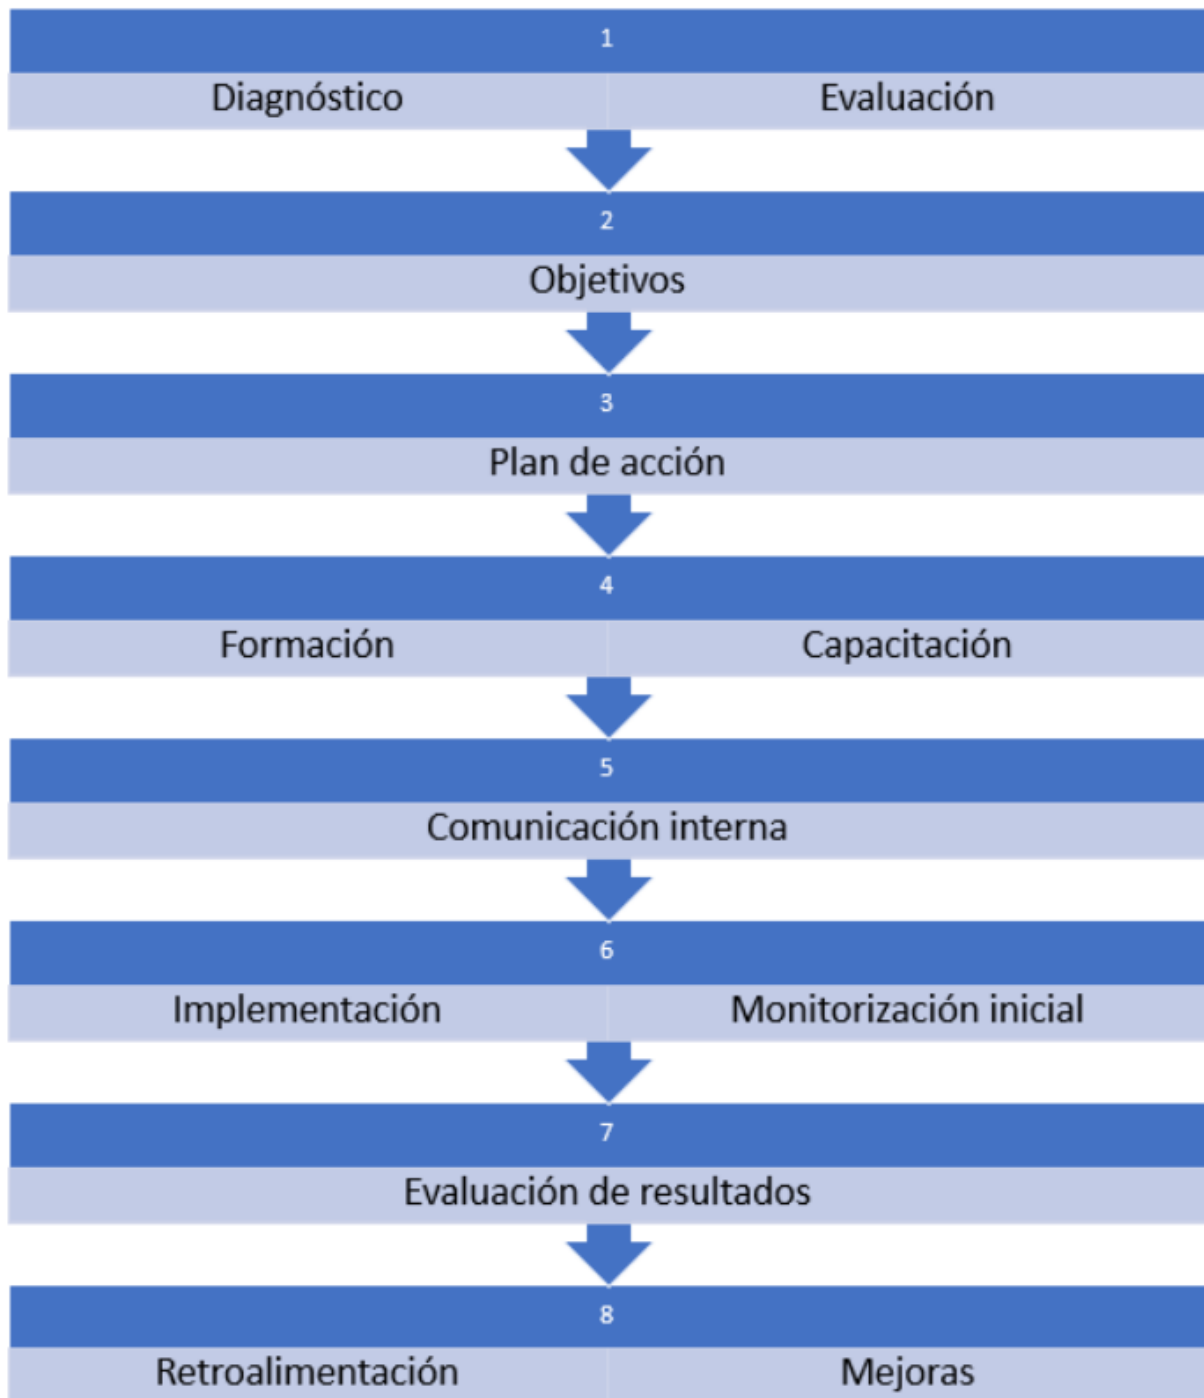 1
Diagnóstico Evaluación
2
Objetivos
3
Plan de acción
4
Formación Capacitación
5
Comunicación interna
6
Implementación Monitorización inicial
7
Evaluación de resultados
8
Retroalimentación Mejoras